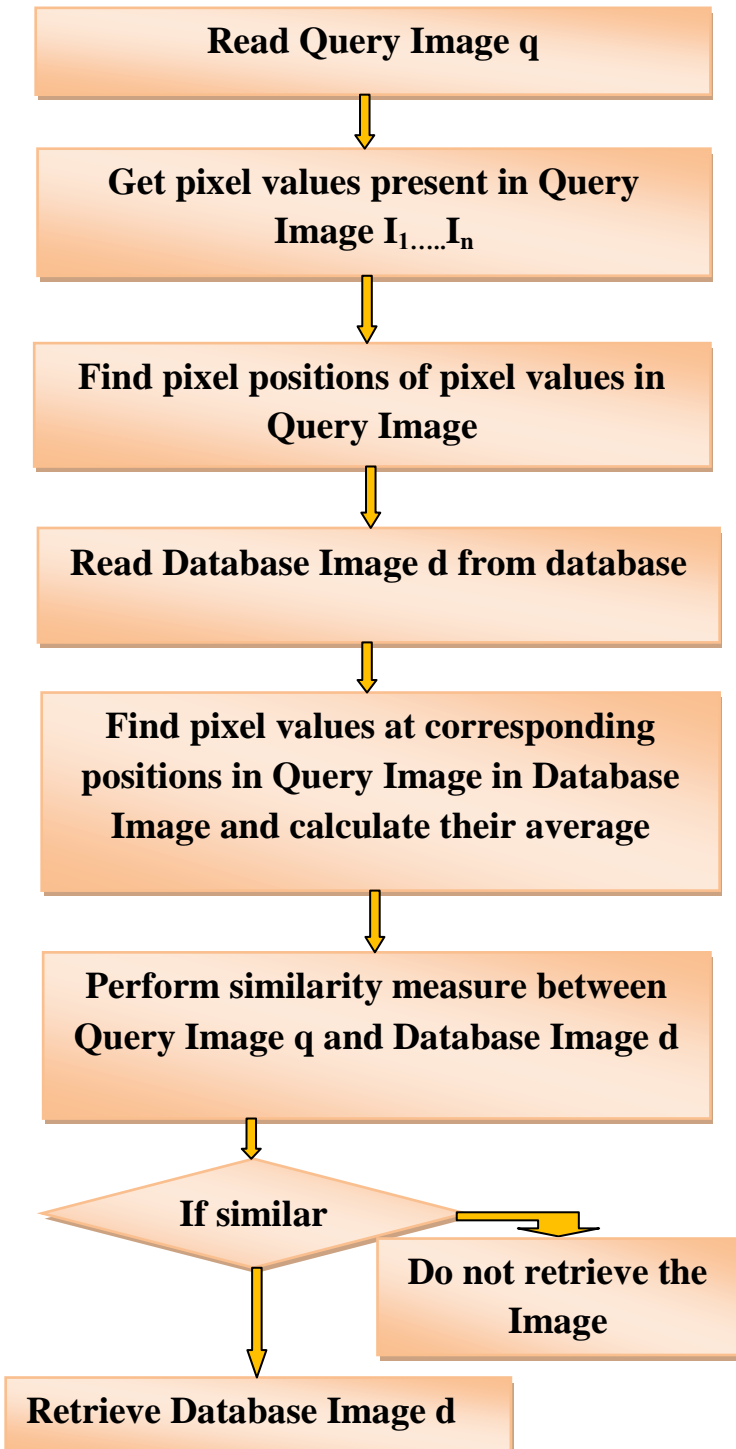 Read Query Image q
Get pixel values present in Query
Image I1…..In
Find pixel positions of pixel values in
Query Image
Read Database Image d from database
Find pixel values at corresponding
positions in Query Image in Database
Image and calculate their average
Perform similarity measure between
Query Image q and Database Image d
If similar
Do not retrieve the
Image
Retrieve Database Image d